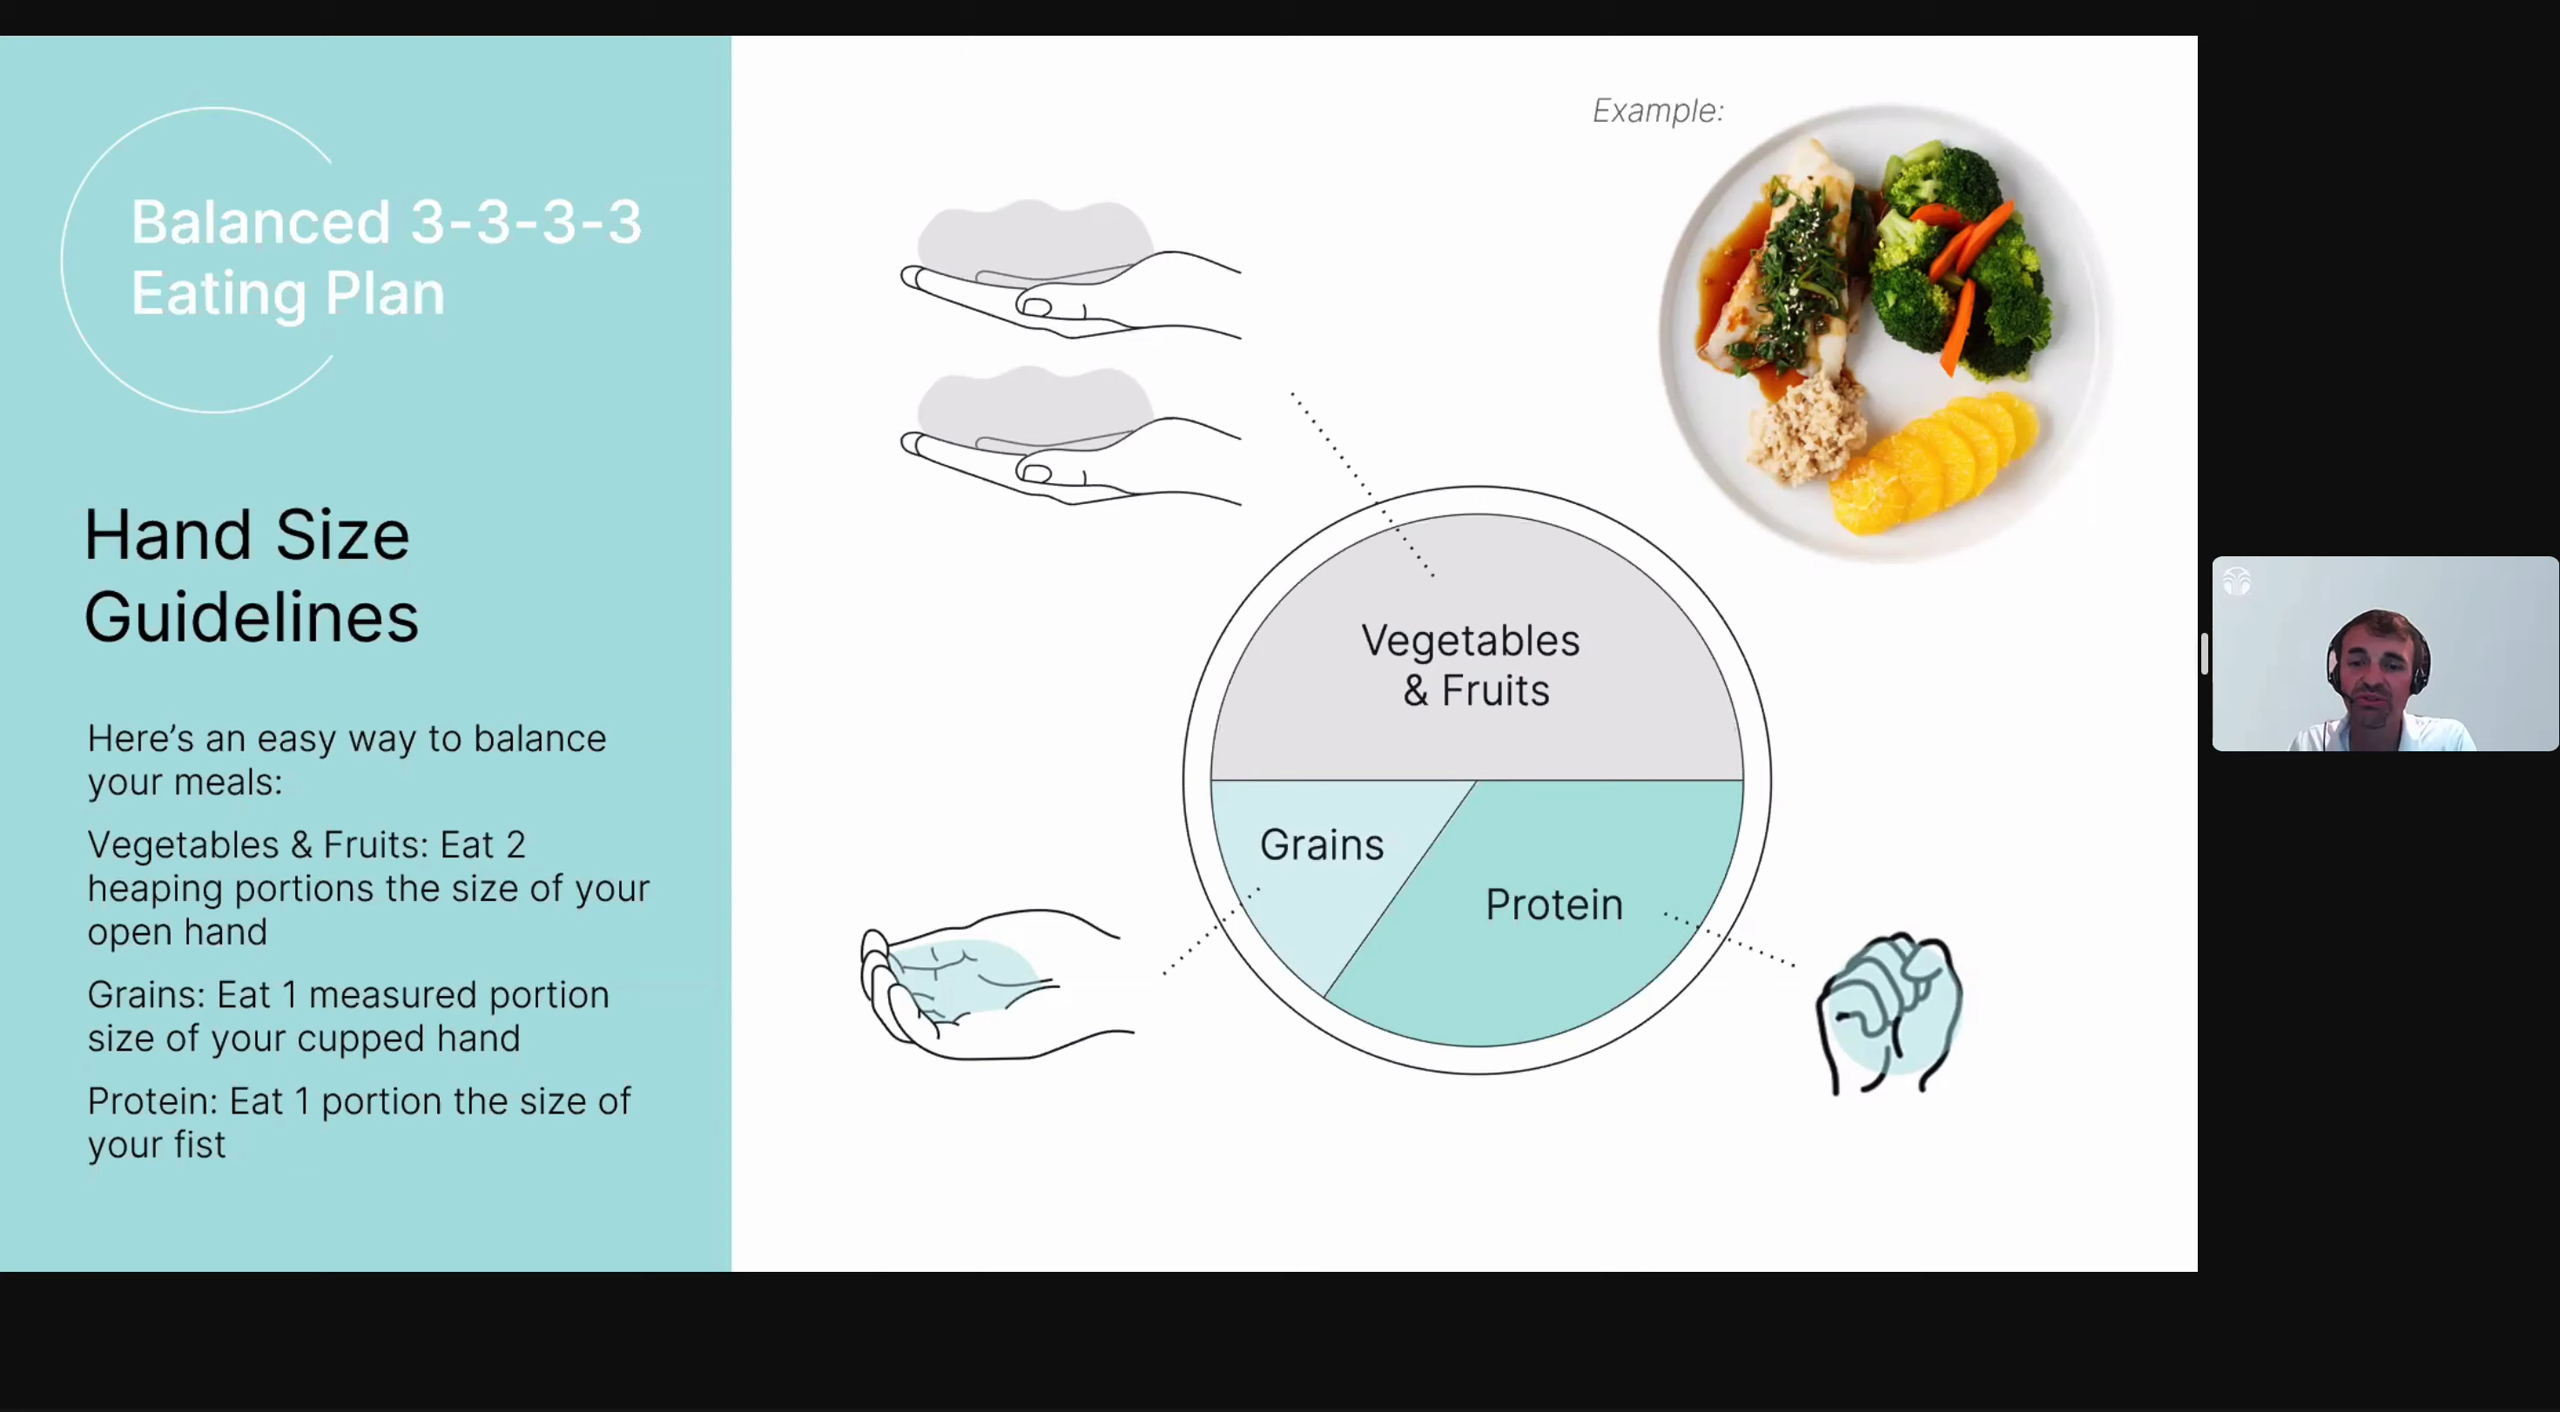 Balanced 3-3-3-3
Eating Plan
Hand Size
Guidelines
Here’s an easy way to balance
your meals:
Vegetables & Fruits: Eat 2
heaping portions the size of your
open hand
Grains: Eat 1 measured portion
size of your cupped hand
Protein: Eat 1 portion the size of
your fist
Example:
Vegetables
& Fruits
Grains
Protein